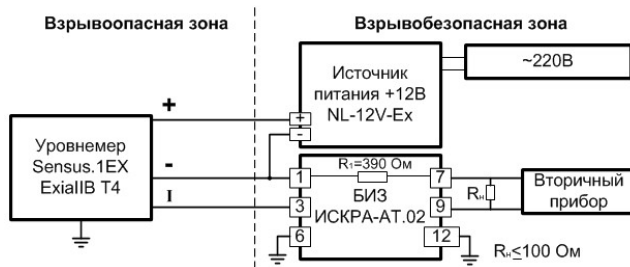 Взрывоопасная зона
Взрывобезопасная зона
Источник
питания +12В
NL-12V-Ex
~220В
+
+
-
Уровнемер
Sensus.1EX
ExiaIIB T4
-
I
1
R₁=390 Ом
7
БИЗ
ИСКРА-АТ.02
3
9
6
12
Rн
Вторичный
прибор
Rн≤100 Ом